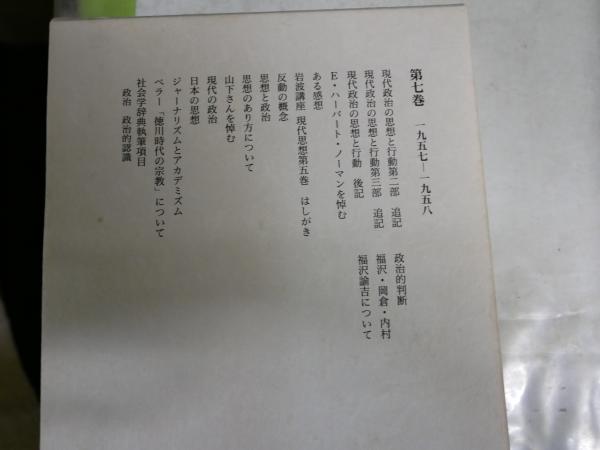 第七巻　一九五七―一九五八
現代政治の思想と行動第二部　追記
現代政治の思想と行動第三部　追記
現代政治の思想と行動　後記
E・ハーバート・ノーマンを悼む
ある感想
岩波講座　現代思想第五巻　はしがき
反動の概念
思想と政治
思想のあり方について
山下さんを悼む
現代の政治
日本の思想
ジャーナリズムとアカデミズム
ベラー「徳川時代の宗教」について
社会学辞典執筆項目
政治　政治的認識
政治的判断
福沢・岡倉・内村
福沢諭吉について